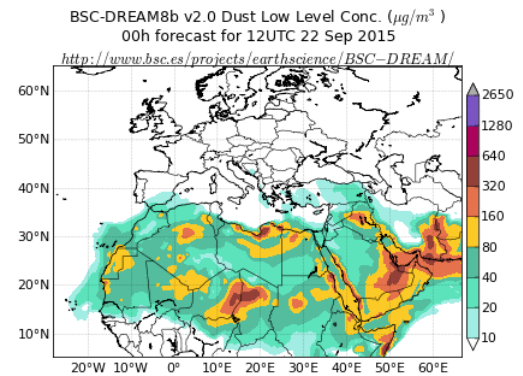 BSC-DREAM8b v2.0 Dust Low Level Conc. (µg/m³ )
00h forecast for 12UTC 22 Sep 2015
http://www.bsc.es/projects/earthscience/BSC−DREAM/
60°N
50°N
40°N
30°N
20°N
10°N
20°W 10°W 0° 10°E 20°E 30°E 40°E 50°E 60°E
2650
1280
640
320
160
80
40
20
10